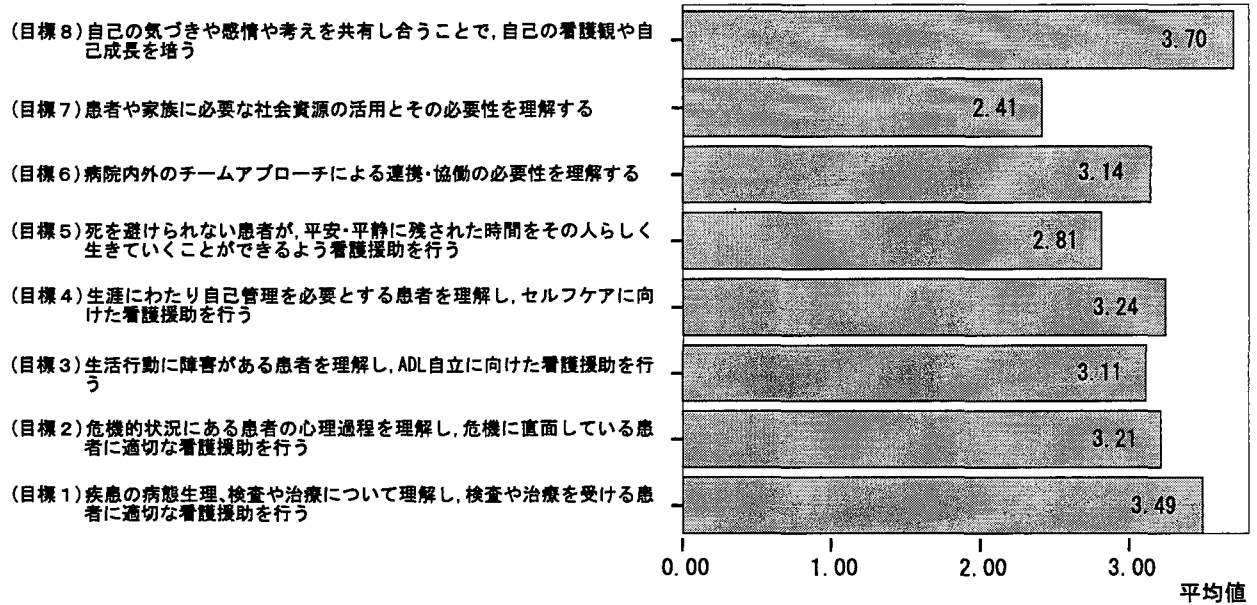 (目標8)自己の気づきや感情や考えを共有し合うことで,自己の看護観や自
己成長を培う
3.70
(目標7)患者や家族に必要な社会資源の活用とその必要性を理解する
2.41
(目標6)病院内外のチームアプローチによる連携・協働の必要性を理解する
3.14
(目標5)死を避けられない患者が,平安・平静に残された時間をその人らしく
生きていくことができるよう看護援助を行う
2.81
(目標4)生涯にわたり自己管理を必要とする患者を理解し,セルフケアに向
けた看護援助を行う
3.24
(目標3)生活行動に障害がある患者を理解し,ADL自立に向けた看護援助を行
う
3.11
(目標2)危機的状況にある患者の心理過程を理解し,危機に直面している患
者に適切な看護援助を行う
3.21
(目標1)疾患の病態生理、検査や治療について理解し,検査や治療を受ける患
者に適切な看護援助を行う
3.49
0.00 1.00 2.00 3.00
平均値